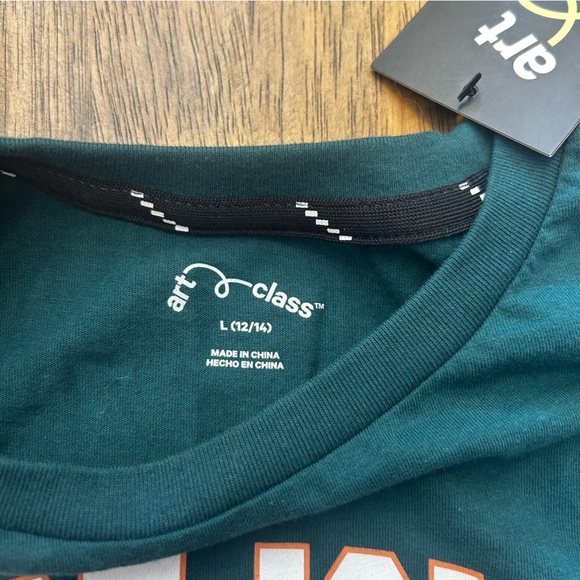 art
art class™
L (12/14)
MADE IN CHINA
HECHO EN CHINA